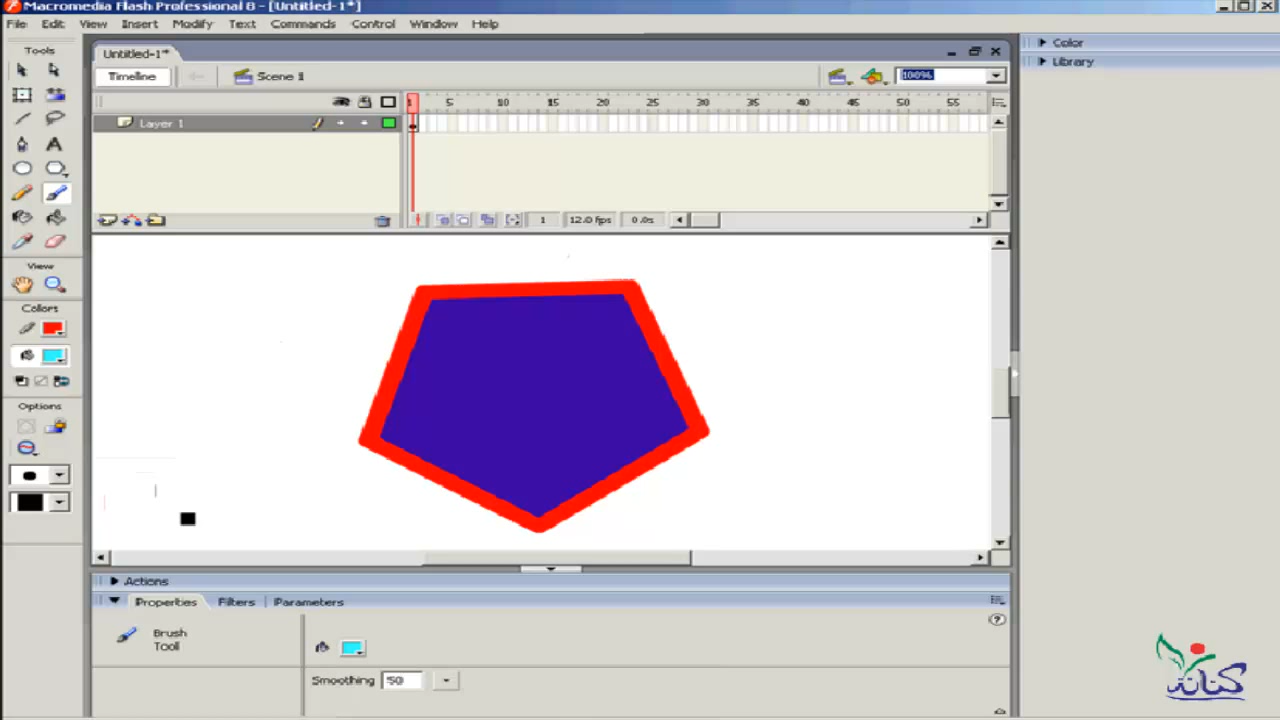 Macromedia Flash Professional 8 - [Untitled-1*]
File Edit View Insert Modify Text Commands Control Window Help
Tools
Untitled-1*
Timeline
Scene 1
100%
1 5 10 15 20 25 30 35 40 45 50 55
Layer 1
1 12.0 fps 0.0s
View
Colors
Options
Actions
Properties Filters Parameters
Brush
Tool
Smoothing 50
Color
Library
كنانة